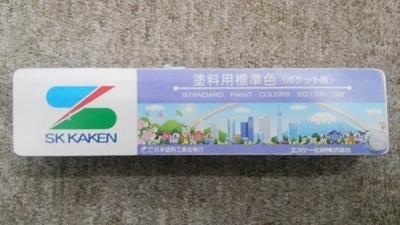 塗料用標準色（ポケット版）
STANDARD PAINT COLORS 2013年
SK KAKEN
日本塗料工業会発行
エスケー化研株式会社